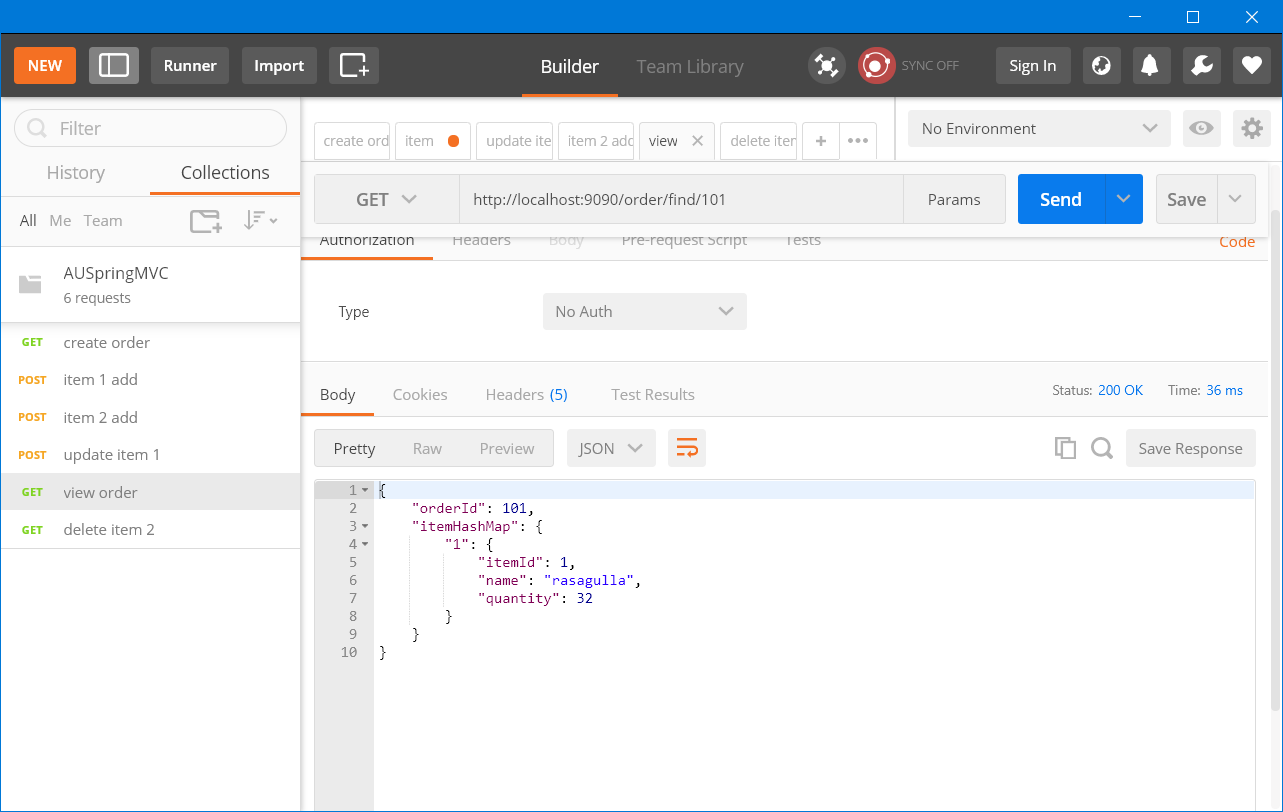 NEW Runner Import Builder Team Library SYNC OFF Sign In
Filter
History Collections
All Me Team
AUSpringMVC
6 requests
GET create order
POST item 1 add
POST item 2 add
POST update item 1
GET view order
GET delete item 2
create ord item update ite item 2 add view delete iter + •••
No Environment
GET http://localhost:9090/order/find/101 Params Send Save
Authorization Headers Body Pre-request Script Tests Code
Type No Auth
Body Cookies Headers (5) Test Results Status: 200 OK Time: 36 ms
Pretty Raw Preview JSON Save Response
1 {
2 "orderId": 101,
3 "itemHashMap": {
4 "1": {
5 "itemId": 1,
6 "name": "rasagulla",
7 "quantity": 32
8 }
9 }
10 }